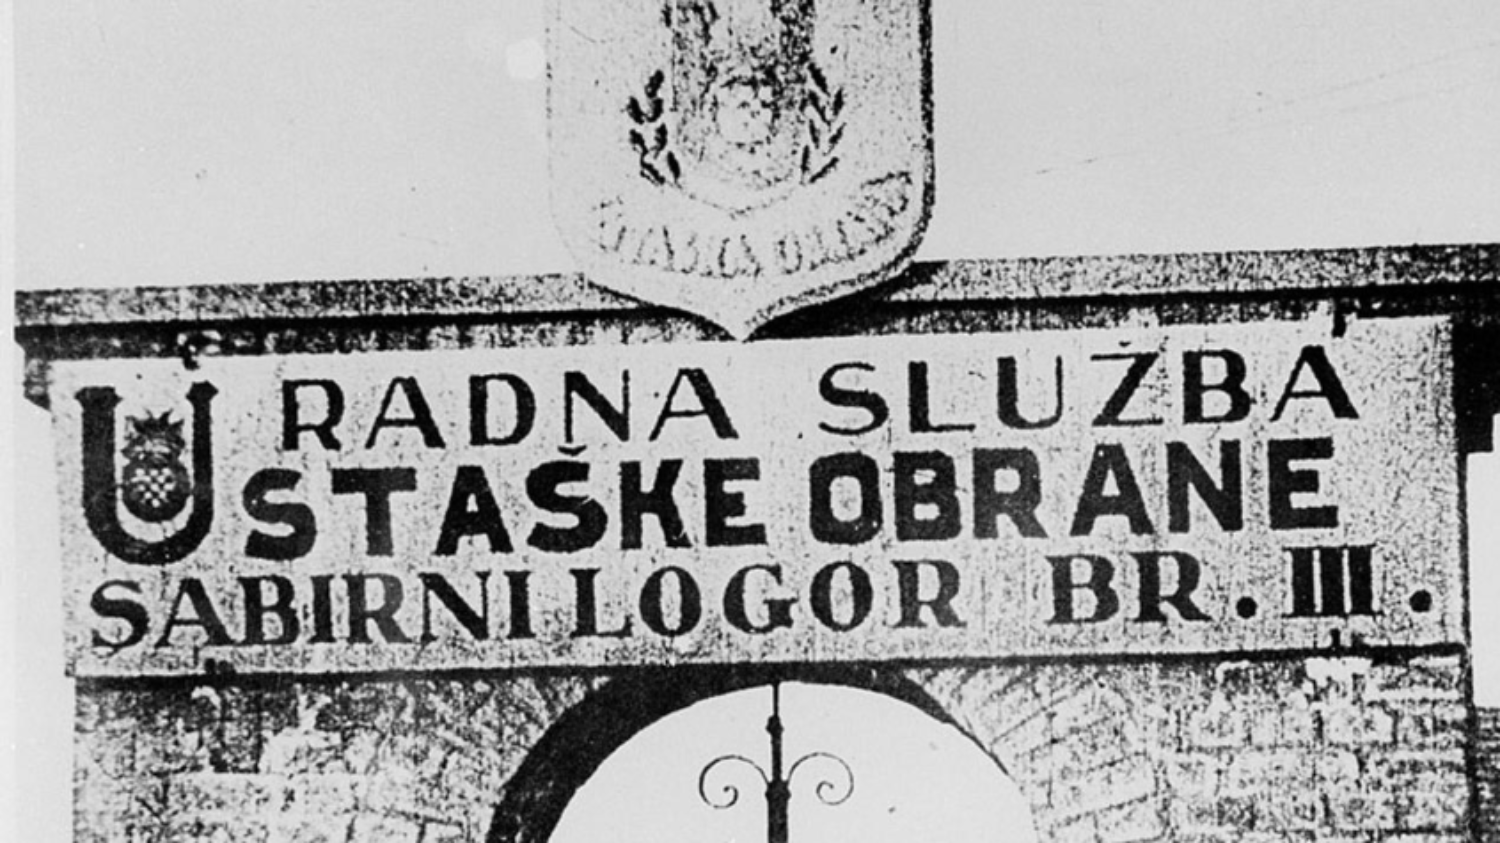 RADNA SLUŽBA
USTAŠKE OBRANE
SABIRNI LOGOR BR. III.